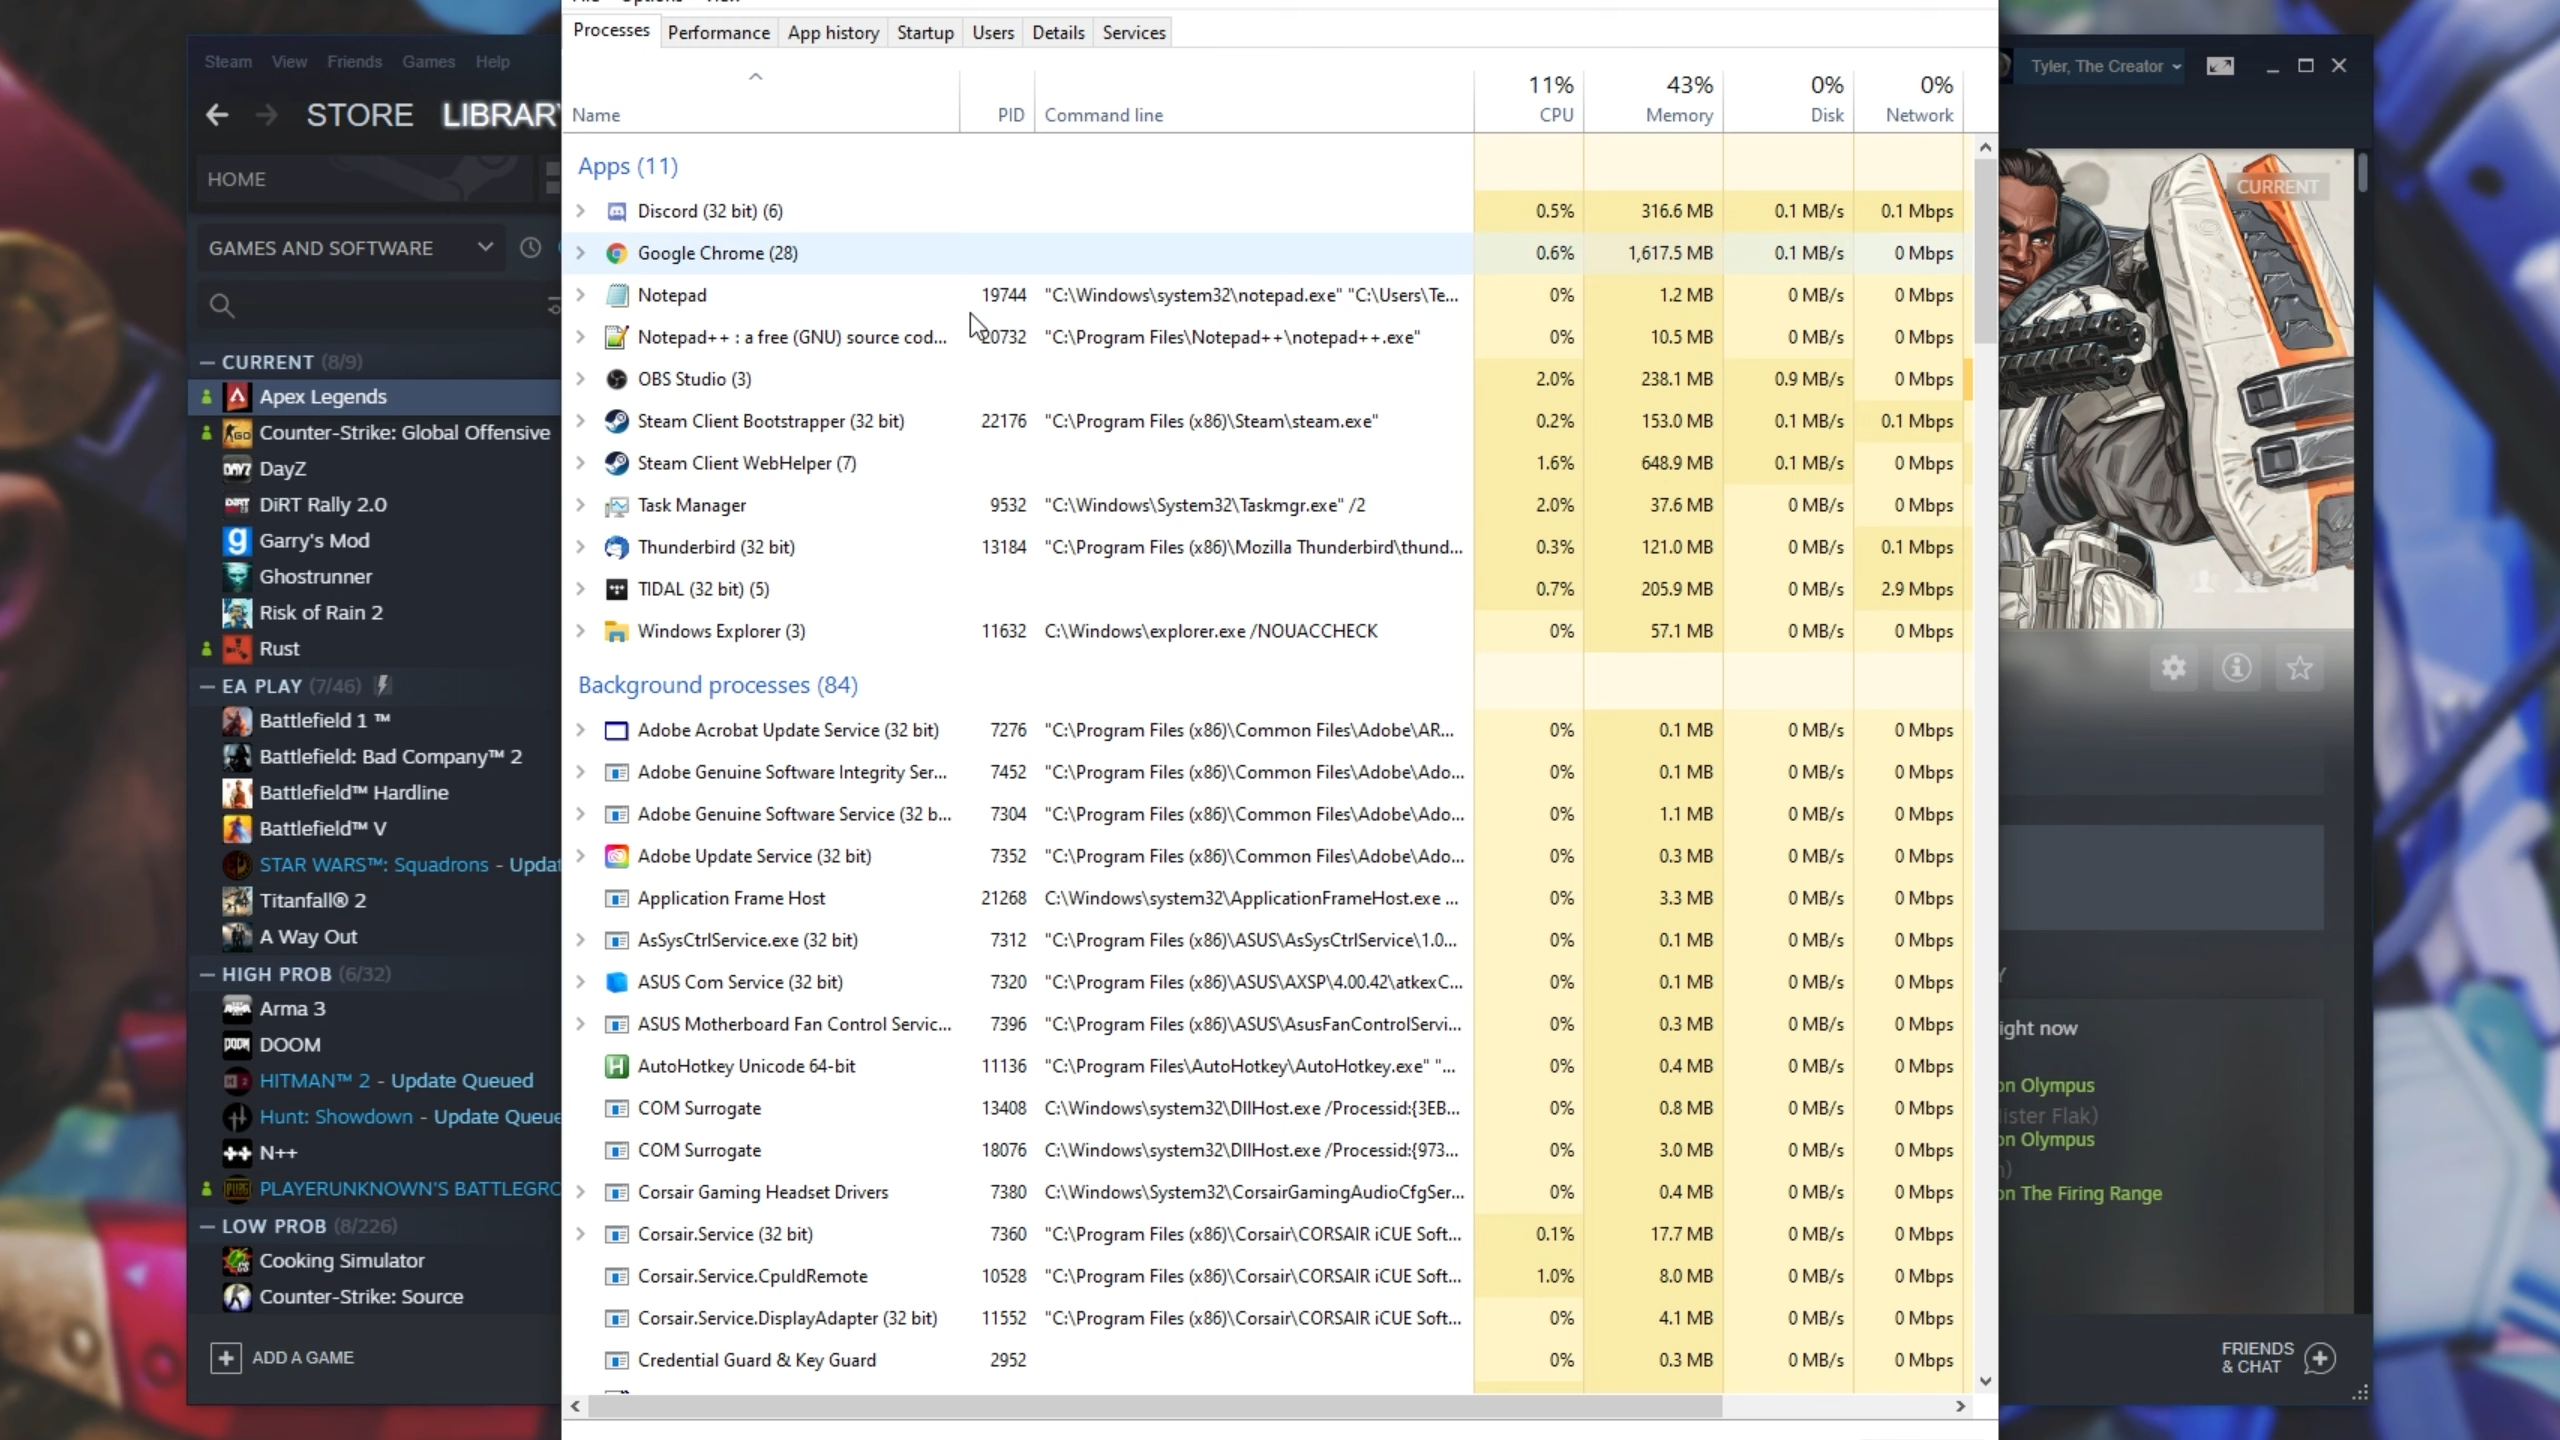 Processes Performance App history Startup Users Details Services
Steam View Friends Games Help
STORE LIBRARY
HOME
GAMES AND SOFTWARE
CURRENT (8/9)
Apex Legends
Counter-Strike: Global Offensive
DayZ
DiRT Rally 2.0
Garry's Mod
Ghostrunner
Risk of Rain 2
Rust
EA PLAY (7/46)
Battlefield 1 ™
Battlefield: Bad Company™ 2
Battlefield™ Hardline
Battlefield™ V
STAR WARS™: Squadrons - Updat
Titanfall® 2
A Way Out
HIGH PROB (6/32)
Arma 3
DOOM
HITMAN™ 2 - Update Queued
Hunt: Showdown - Update Queue
N++
PLAYERUNKNOWN'S BATTLEGRO
LOW PROB (8/226)
Cooking Simulator
Counter-Strike: Source
ADD A GAME
11% 43% 0% 0%
Name PID Command line CPU Memory Disk Network
Apps (11)
Discord (32 bit) (6) 0.5% 316.6 MB 0.1 MB/s 0.1 Mbps
Google Chrome (28) 0.6% 1,617.5 MB 0.1 MB/s 0 Mbps
Notepad 19744 "C:\Windows\system32\notepad.exe" "C:\Users\Te... 0% 1.2 MB 0 MB/s 0 Mbps
Notepad++ : a free (GNU) source cod... 20732 "C:\Program Files\Notepad++\notepad++.exe" 0% 10.5 MB 0 MB/s 0 Mbps
OBS Studio (3) 2.0% 238.1 MB 0.9 MB/s 0 Mbps
Steam Client Bootstrapper (32 bit) 22176 "C:\Program Files (x86)\Steam\steam.exe" 0.2% 153.0 MB 0.1 MB/s 0.1 Mbps
Steam Client WebHelper (7) 1.6% 648.9 MB 0.1 MB/s 0 Mbps
Task Manager 9532 "C:\Windows\System32\Taskmgr.exe" /2 2.0% 37.6 MB 0 MB/s 0 Mbps
Thunderbird (32 bit) 13184 "C:\Program Files (x86)\Mozilla Thunderbird\thund... 0.3% 121.0 MB 0 MB/s 0.1 Mbps
TIDAL (32 bit) (5) 0.7% 205.9 MB 0 MB/s 2.9 Mbps
Windows Explorer (3) 11632 C:\Windows\explorer.exe /NOUACCHECK 0% 57.1 MB 0 MB/s 0 Mbps
Background processes (84)
Adobe Acrobat Update Service (32 bit) 7276 "C:\Program Files (x86)\Common Files\Adobe\AR... 0% 0.1 MB 0 MB/s 0 Mbps
Adobe Genuine Software Integrity Ser... 7452 "C:\Program Files (x86)\Common Files\Adobe\Ado... 0% 0.1 MB 0 MB/s 0 Mbps
Adobe Genuine Software Service (32 b... 7304 "C:\Program Files (x86)\Common Files\Adobe\Ado... 0% 1.1 MB 0 MB/s 0 Mbps
Adobe Update Service (32 bit) 7352 "C:\Program Files (x86)\Common Files\Adobe\Ado... 0% 0.3 MB 0 MB/s 0 Mbps
Application Frame Host 21268 C:\Windows\system32\ApplicationFrameHost.exe ... 0% 3.3 MB 0 MB/s 0 Mbps
AsSysCtrlService.exe (32 bit) 7312 "C:\Program Files (x86)\ASUS\AsSysCtrlService\1.0... 0% 0.1 MB 0 MB/s 0 Mbps
ASUS Com Service (32 bit) 7320 "C:\Program Files (x86)\ASUS\AXSP\4.00.42\atkexC... 0% 0.1 MB 0 MB/s 0 Mbps
ASUS Motherboard Fan Control Servic... 7396 "C:\Program Files (x86)\ASUS\AsusFanControlServi... 0% 0.3 MB 0 MB/s 0 Mbps
AutoHotkey Unicode 64-bit 11136 "C:\Program Files\AutoHotkey\AutoHotkey.exe" "... 0% 0.4 MB 0 MB/s 0 Mbps
COM Surrogate 13408 C:\Windows\system32\DllHost.exe /Processid:{3EB... 0% 0.8 MB 0 MB/s 0 Mbps
COM Surrogate 18076 C:\Windows\system32\DllHost.exe /Processid:{973... 0% 3.0 MB 0 MB/s 0 Mbps
Corsair Gaming Headset Drivers 7380 C:\Windows\System32\CorsairGamingAudioCfgSer... 0% 0.4 MB 0 MB/s 0 Mbps
Corsair.Service (32 bit) 7360 "C:\Program Files (x86)\Corsair\CORSAIR iCUE Soft... 0.1% 17.7 MB 0 MB/s 0 Mbps
Corsair.Service.CpuIdRemote 10528 "C:\Program Files (x86)\Corsair\CORSAIR iCUE Soft... 1.0% 8.0 MB 0 MB/s 0 Mbps
Corsair.Service.DisplayAdapter (32 bit) 11552 "C:\Program Files (x86)\Corsair\CORSAIR iCUE Soft... 0% 4.1 MB 0 MB/s 0 Mbps
Credential Guard & Key Guard 2952 0% 0.3 MB 0 MB/s 0 Mbps
Tyler, The Creator
CURRENT
ight now
on Olympus
ister Flak)
on Olympus
on The Firing Range
FRIENDS
& CHAT